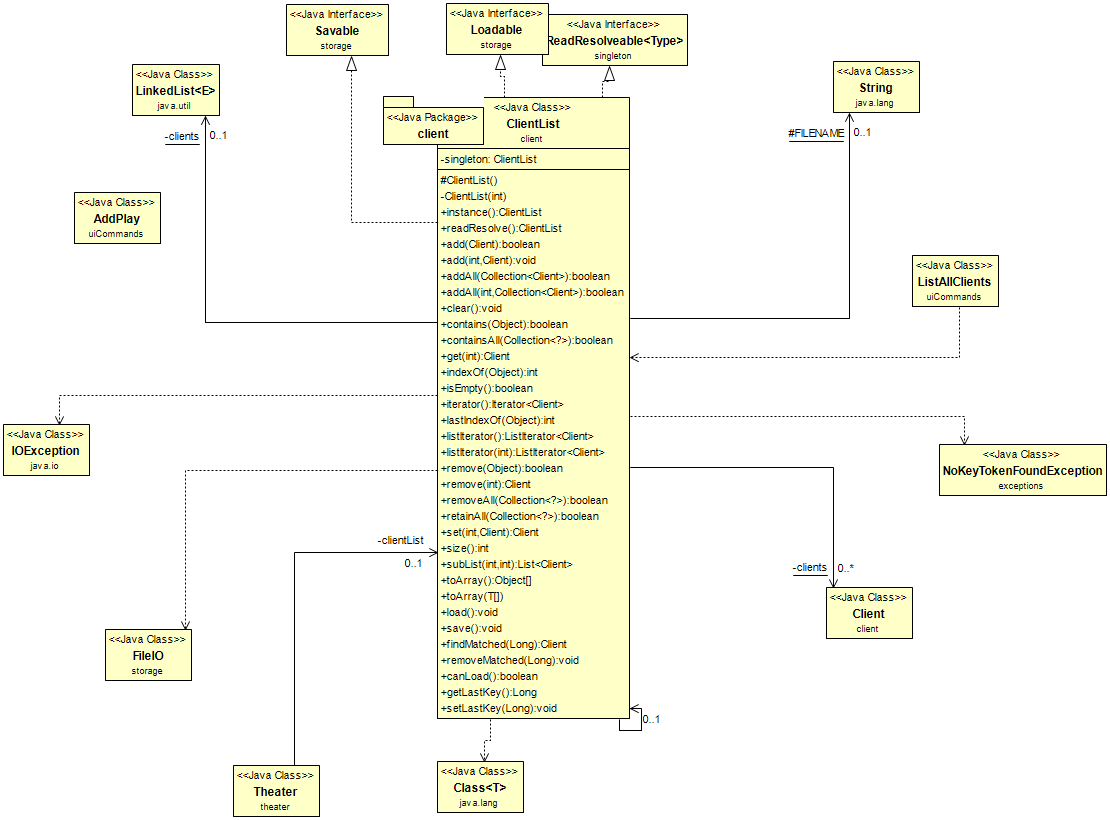 <<Java Interface>>
Savable
storage
<<Java Interface>>
Loadable
storage
<<Java Interface>>
ReadResolveable<Type>
singleton
<<Java Class>>
LinkedList<E>
java.util
-clients
0..1
<<Java Class>>
String
java.lang
#FILENAME
0..1
<<Java Package>>
client
<<Java Class>>
ClientList
client
-singleton: ClientList
#ClientList()
-ClientList(int)
+instance():ClientList
+readResolve():ClientList
+add(Client):boolean
+add(int,Client):void
+addAll(Collection<Client>):boolean
+addAll(int,Collection<Client>):boolean
+clear():void
+contains(Object):boolean
+containsAll(Collection<?>):boolean
+get(int):Client
+indexOf(Object):int
+isEmpty():boolean
+iterator():Iterator<Client>
+lastIndexOf(Object):int
+listIterator():ListIterator<Client>
+listIterator(int):ListIterator<Client>
+remove(Object):boolean
+remove(int):Client
+removeAll(Collection<?>):boolean
+retainAll(Collection<?>):boolean
+set(int,Client):Client
+size():int
+subList(int,int):List<Client>
+toArray():Object[]
+toArray(T[])
+load():void
+save():void
+findMatched(Long):Client
+removeMatched(Long):void
+canLoad():boolean
+getLastKey():Long
+setLastKey(Long):void
0..1
<<Java Class>>
AddPlay
uiCommands
<<Java Class>>
ListAllClients
uiCommands
<<Java Class>>
IOException
java.io
<<Java Class>>
NoKeyTokenFoundException
exceptions
-clientList
0..1
-clients
0..*
<<Java Class>>
Client
client
<<Java Class>>
FileIO
storage
<<Java Class>>
Theater
theater
<<Java Class>>
Class<T>
java.lang